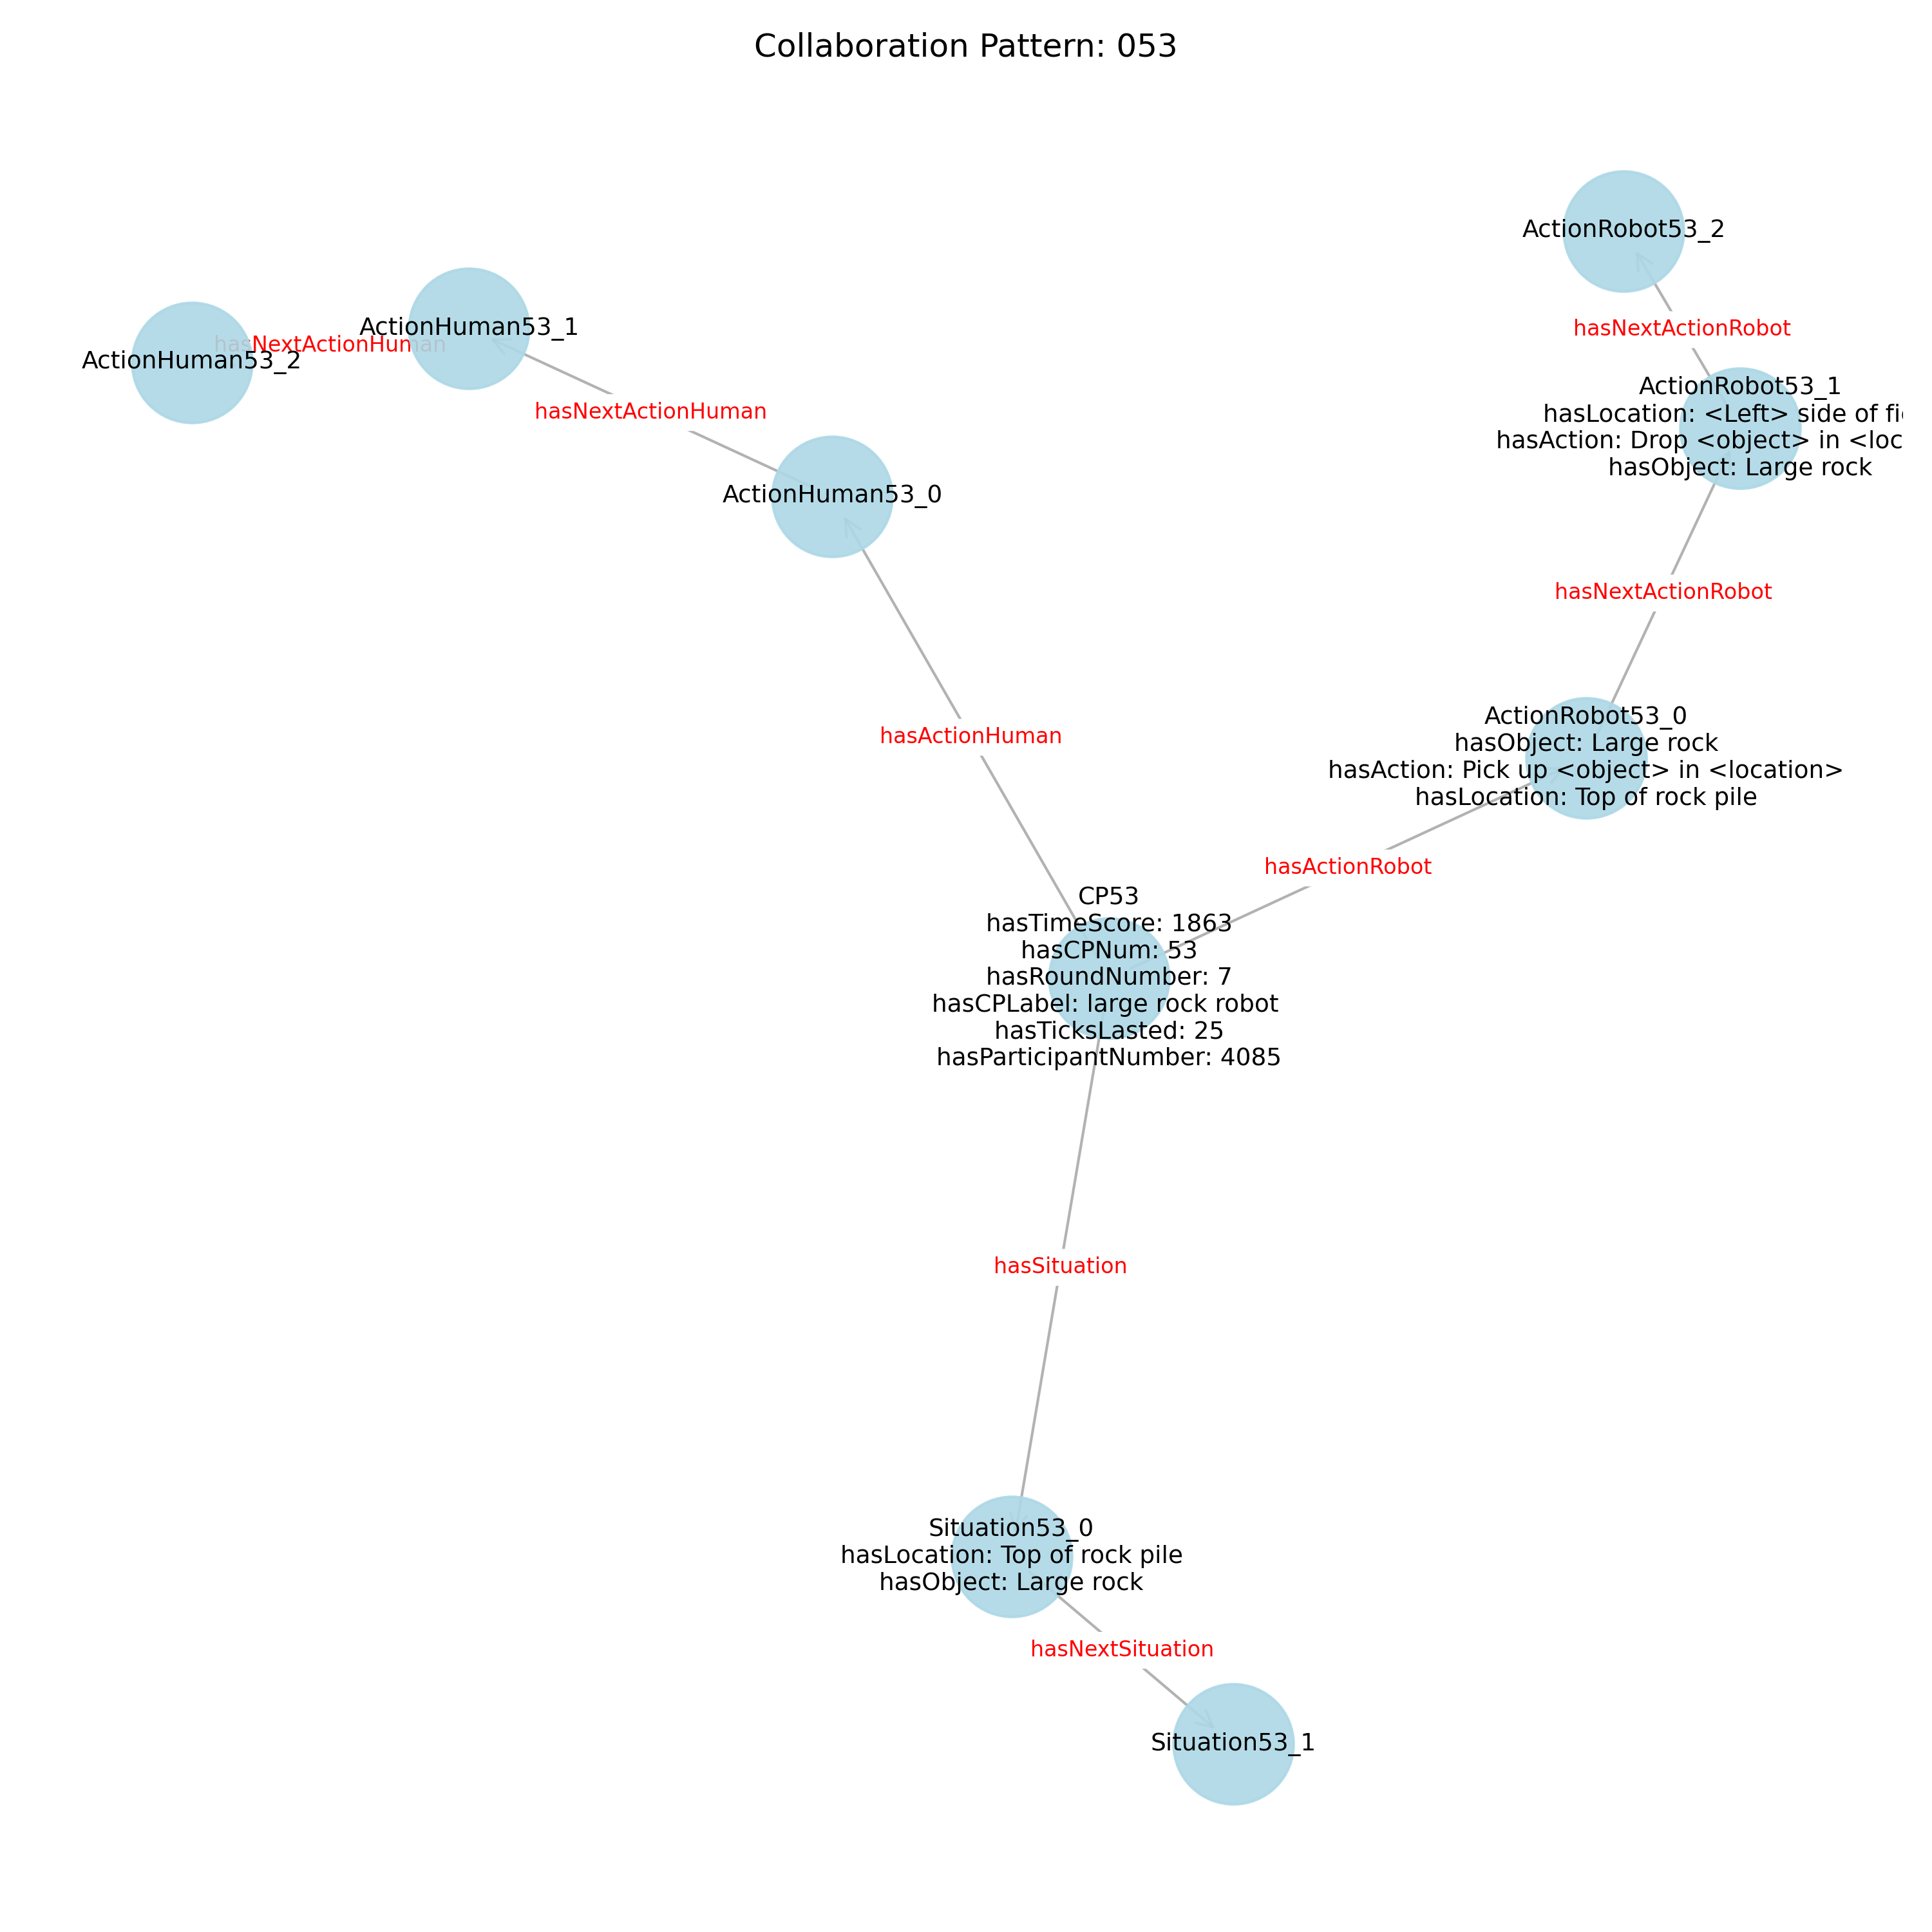 Collaboration Pattern: 053
ActionRobot53_2
hasNextActionRobot
ActionHuman53_1
hasNextActionHuman
ActionHuman53_2
ActionRobot53_1
hasLocation: <Left> side of fi
hasAction: Drop <object> in <loc
hasObject: Large rock
hasNextActionHuman
ActionHuman53_0
hasNextActionRobot
ActionRobot53_0
hasObject: Large rock
hasAction: Pick up <object> in <location>
hasLocation: Top of rock pile
hasActionHuman
hasActionRobot
CP53
hasTimeScore: 1863
hasCPNum: 53
hasRoundNumber: 7
hasCPLabel: large rock robot
hasTicksLasted: 25
hasParticipantNumber: 4085
hasSituation
Situation53_0
hasLocation: Top of rock pile
hasObject: Large rock
hasNextSituation
Situation53_1